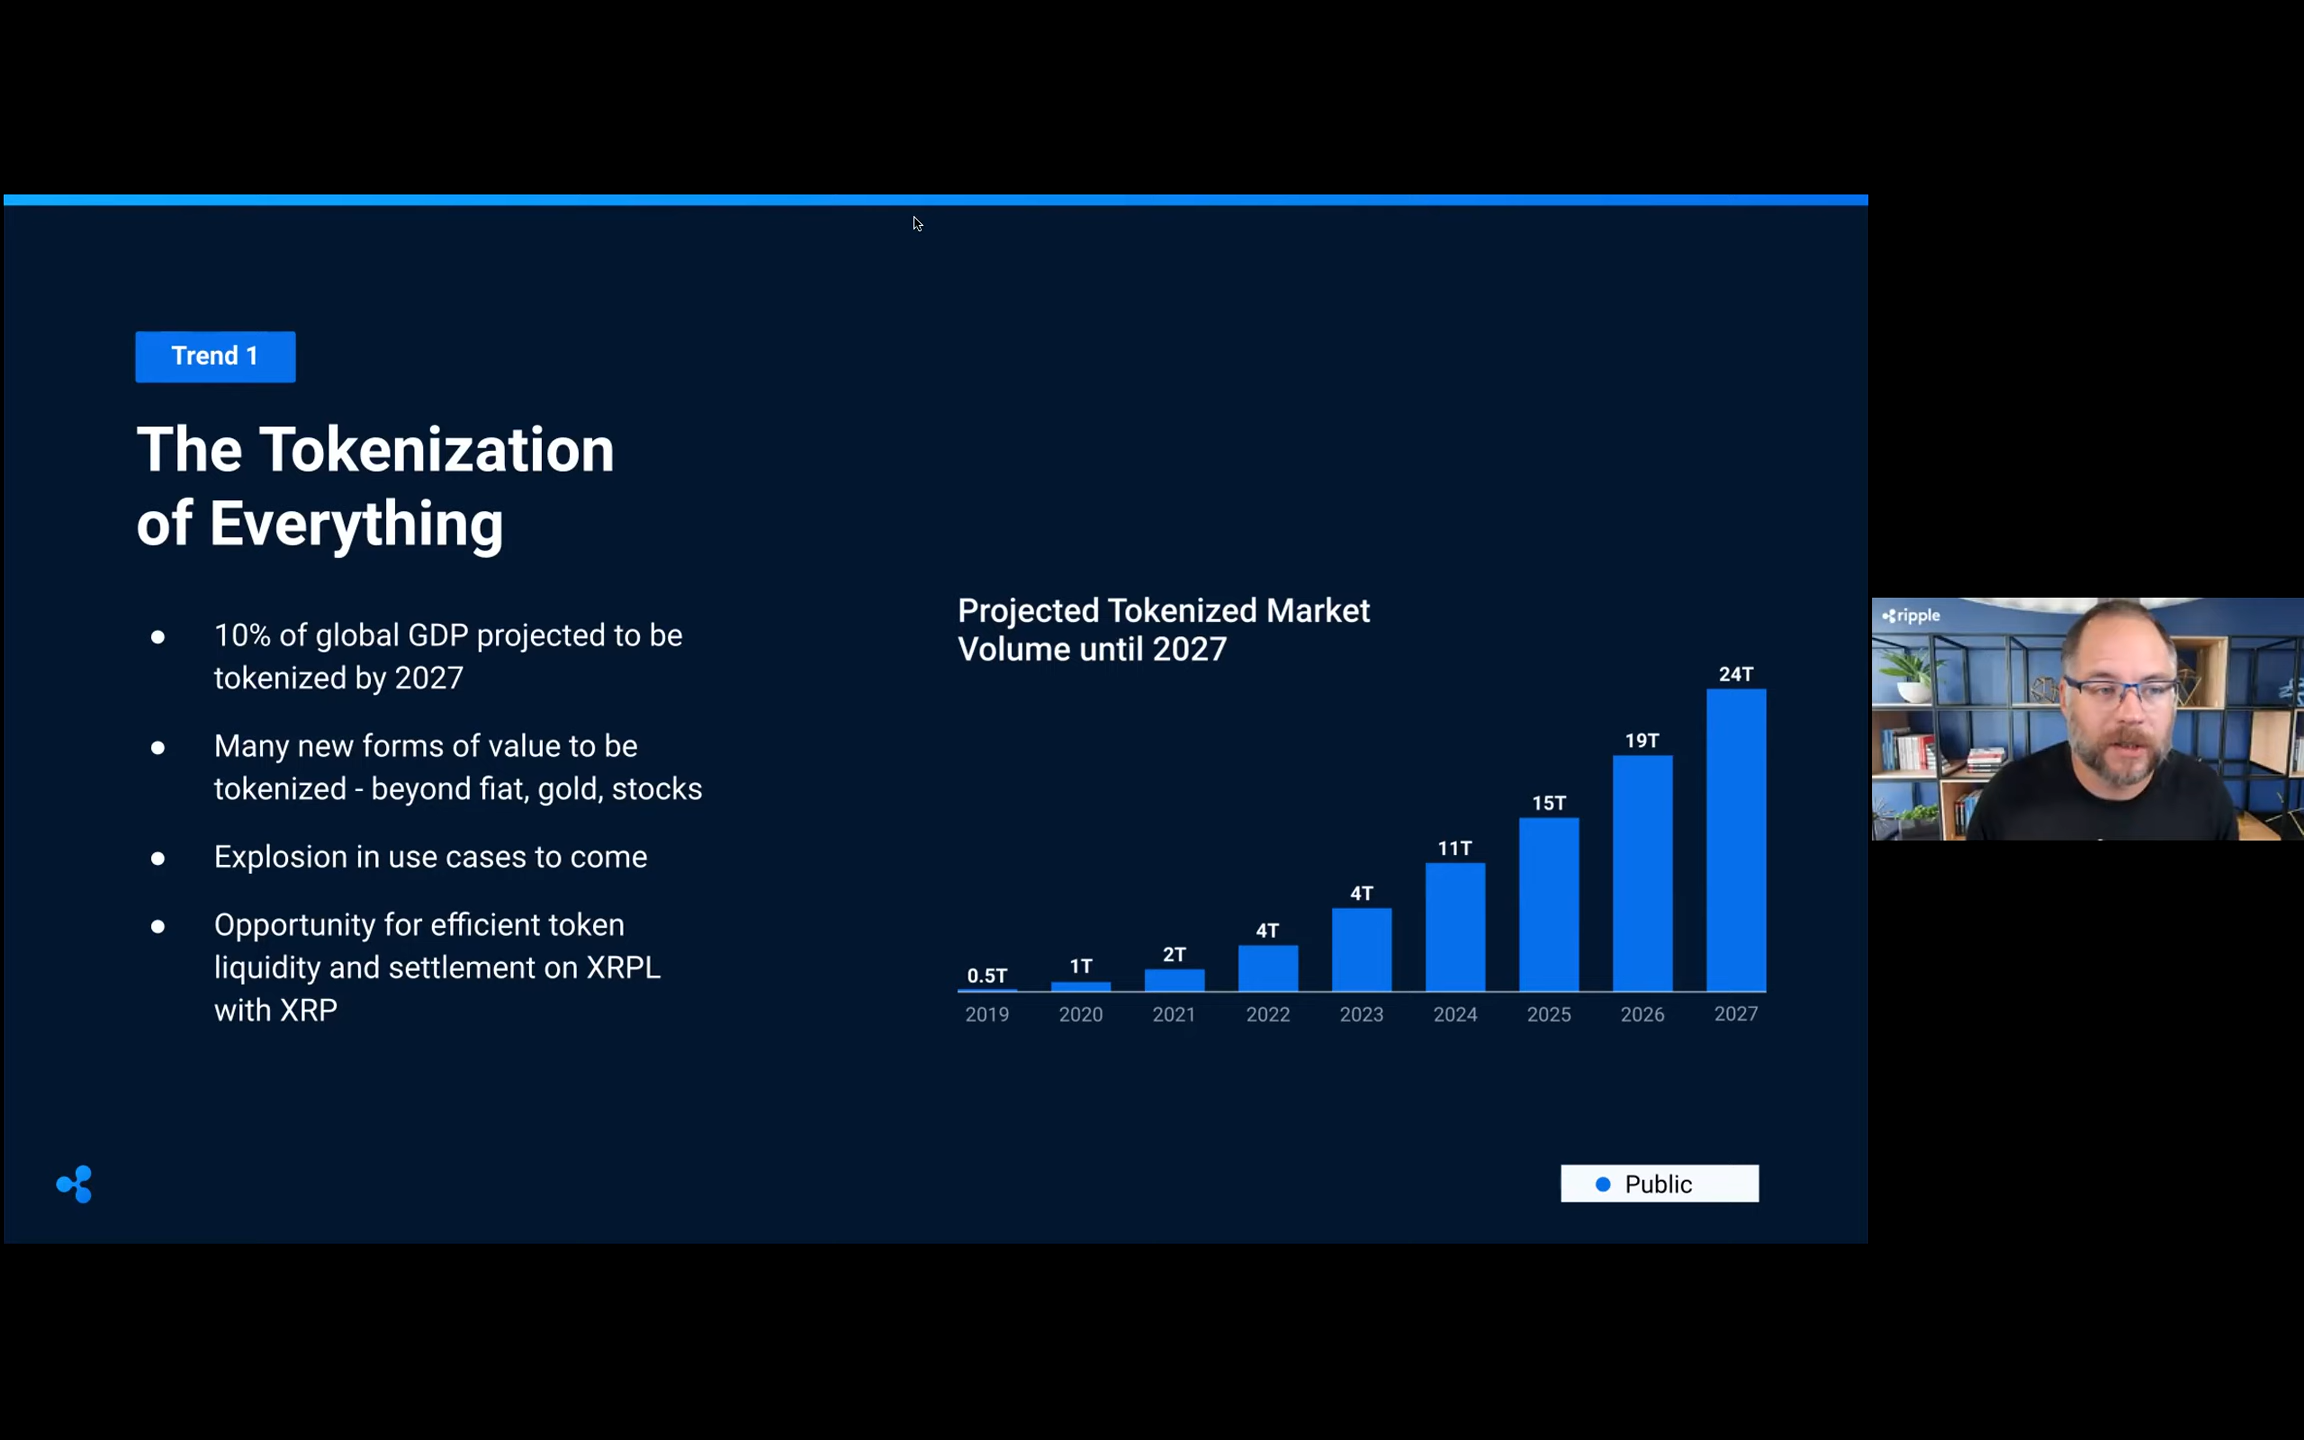 Trend 1
The Tokenization
of Everything
● 10% of global GDP projected to be
tokenized by 2027
● Many new forms of value to be
tokenized - beyond fiat, gold, stocks
● Explosion in use cases to come
● Opportunity for efficient token
liquidity and settlement on XRPL
with XRP
Projected Tokenized Market
Volume until 2027
0.5T 1T 2T 4T 4T 11T 15T 19T 24T
2019 2020 2021 2022 2023 2024 2025 2026 2027
Public
ripple